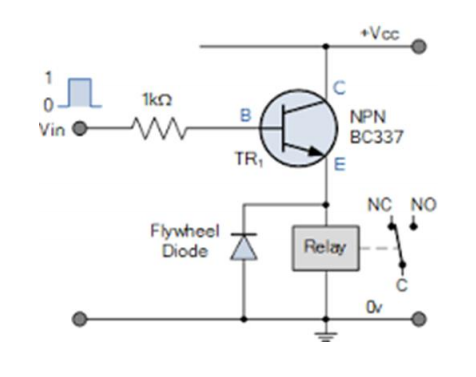 +Vcc
1
0
Vin
1kΩ
B
C
NPN
BC337
TR1
E
Flywheel
Diode
Relay
NC
NO
C
0v